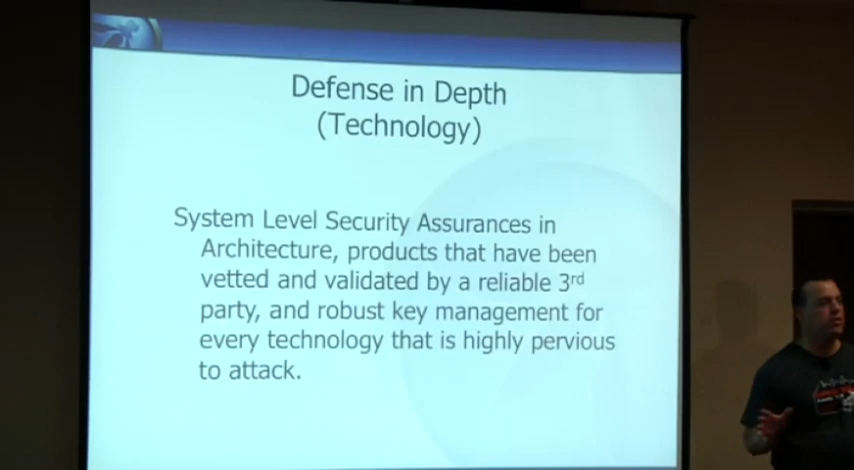 Defense in Depth
(Technology)
System Level Security Assurances in
Architecture, products that have been
vetted and validated by a reliable 3rd
party, and robust key management for
every technology that is highly pervious
to attack.